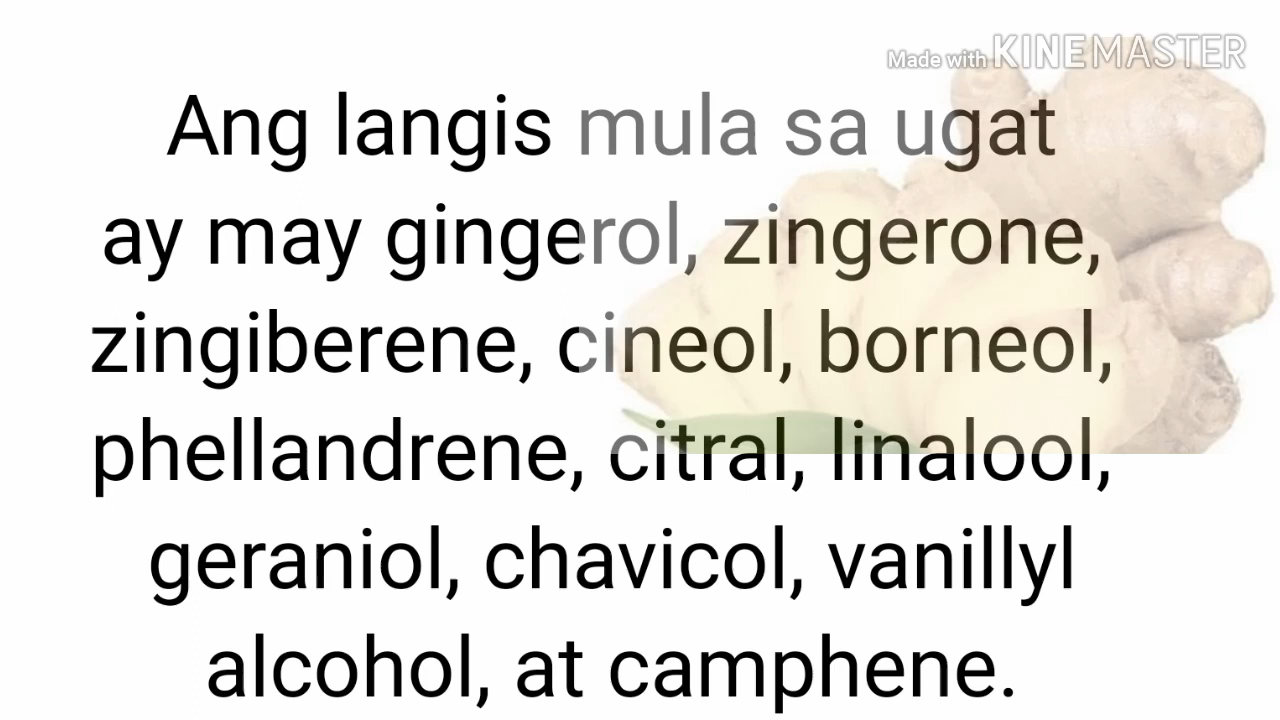 Made with KINEMASTER
Ang langis mula sa ugat
ay may gingerol, zingerone,
zingiberene, cineol, borneol,
phellandrene, citral, linalool,
geraniol, chavicol, vanillyl
alcohol, at camphene.